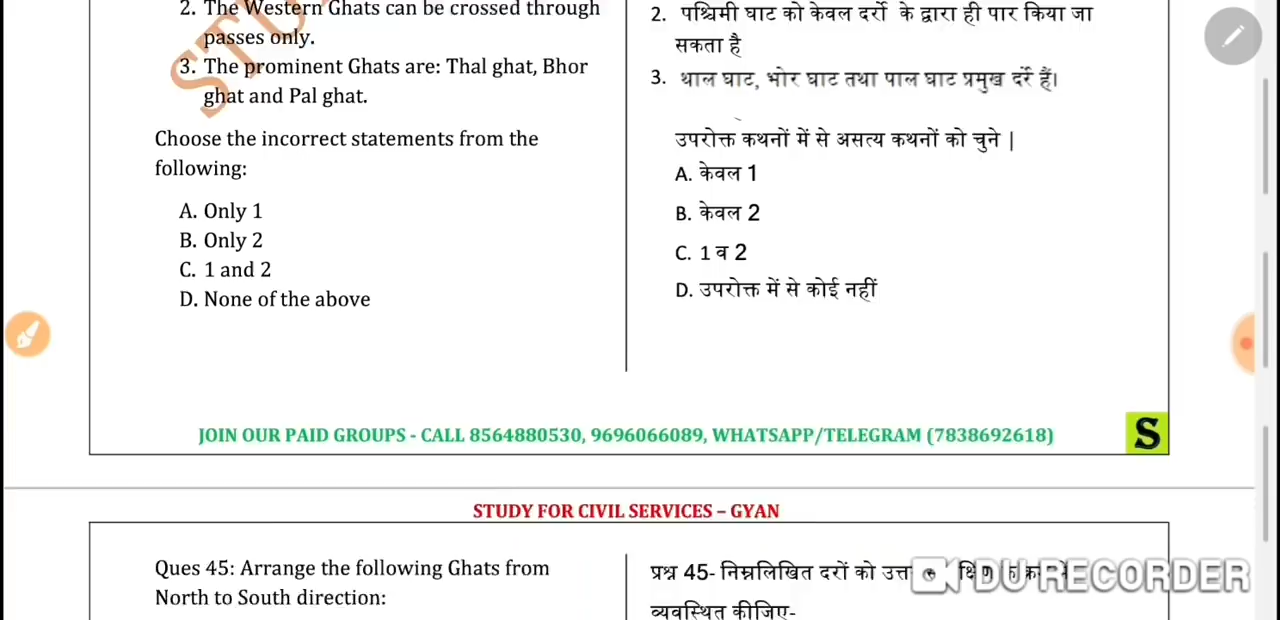 2. The Western Ghats can be crossed through
passes only.
3. The prominent Ghats are: Thal ghat, Bhor
ghat and Pal ghat.
Choose the incorrect statements from the
following:
A. Only 1
B. Only 2
C. 1 and 2
D. None of the above
2. पश्चिमी घाट को केवल दर्रो के द्वारा ही पार किया जा
सकता है
3. थाल घाट, भोर घाट तथा पाल घाट प्रमुख दर्रे हैं।
उपरोक्त कथनों में से असत्य कथनों को चुने |
A. केवल 1
B. केवल 2
C. 1 व 2
D. उपरोक्त में से कोई नहीं
JOIN OUR PAID GROUPS - CALL 8564880530, 9696066089, WHATSAPP/TELEGRAM (7838692618)
S
STUDY FOR CIVIL SERVICES – GYAN
Ques 45: Arrange the following Ghats from
North to South direction:
प्रश्न 45- निम्नलिखित दर्रो को
व्यवस्थित कीजिए-
DU RECORDER